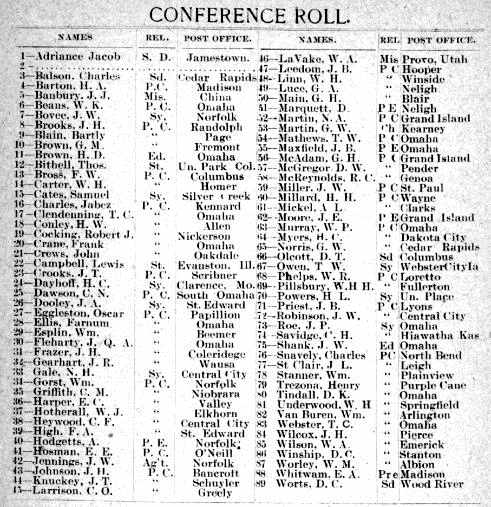 CONFERENCE ROLL.
NAMES REL. POST OFFICE.
1—Adriance Jacob S. D. Jamestown.
2—
3—Balson, Charles Sd. Cedar Rapids
4—Barton, H. A. P.C. Madison
5—Banbury, J. J. Mis. China
6—Beans, W. K. P. C. Omaha
7—Bovee, J. W. Sy. Norfolk
8—Brooks, J. H. P. C. Randolph
9—Blain, Bartly " Page
10—Brown, G. M. " Fremont
11—Brown, H. D. Ed. Omaha
12—Bithell, Thos. St. Un. Park Col.
13—Bross, F. W. P. C. Columbus
14—Carter, W. H. " Homer
15—Cates, Samuel Sy. Silver Creek
16—Charles, Jabez P. C. Kennard
17—Clendenning, T. C. " Omaha
18—Conley, H. W. " Allen
19—Cocking, Robert J. " Nickerson
20—Crane, Frank " Omaha
21—Crews, John " Oakdale
22—Campbell, Lewis St. Evanston, Ill.
23—Crooks, J. T. P. C. Scribner
24—Dayhoff, H. C. Sy. Clarence, Mo.
25—Dawson, C. N. P. C. South Omaha
26—Dooley, J. A. Sy. St. Edward
27—Eggleston, Oscar P. C. Papillion
28—Ellis, Farnum " Omaha
29—Esplin, Wm. " Beemer
30—Fleharty, J. Q. A. " Omaha
31—Frazer, J. H. " Coleridege
32—Gearhart, J. R. " Wausa
33—Gale, N. H. Sy. Central City
34—Gorst, Wm. P. C. Norfolk
35—Griffith, C. M. " Niobrara
36—Harper, E. C. " Valley
37—Hotherall, W. J. " Elkhorn
38—Heywood, C. F. " Central City
39—High, F. A. " St. Edward
40—Hodgetts, A. P. E. Norfolk
41—Hosman, E. E. P. C. O'Neill
42—Jennings, J. W. Ag't. Norfolk
43—Johnson, J. H. P. C. Bancroft
44—Knuckey, J. T. " Schuyler
45—Larrison, C. O. " Greely
NAMES. REL POST OFFICE.
46—LaVake, W. A. Mis Provo, Utah
47—Leedom, J. B. P C Hooper
48—Linn, W. H. " Winside
49—Luce, G. A. " Neligh
50—Main, G. H. " Blair
51—Marquett, D. P E Neligh
52—Martin, N. A. P C Grand Island
53—Martin, G. W. Ch Kearney
54—Mathews, T. W. P C Omaha
55—Maxfield, J. B. P E Omaha
56—McAdam, G. H. P C Grand Island
57—McGregor D. W. " Pender
58—McReynolds, R. C. " Genoa
59—Miller, J. W. P C St. Paul
60—Millard, H. H. P C Wayne
61—Mickel, A. L. " Clarks
62—Moore, J. E. P E Grand Island
63—Murray, W. P. P C Omaha
64—Myers, H. C. " Dakota City
65—Norris, G. W. " Cedar Rapids
66—Olcott, D. T. Sd Columbus
67—Owen, T. W. Sy WebsterCityIa
68—Phelps, W. R. P C Loretto
69—Pillsbury, W H H " Fullerton
70—Powers, H L. Sy Un. Place
71—Priest, J. B. P C Lyons
72—Robinson, J. W. " Central City
73—Roe, J. P. Sy Omaha
74—Savidge, C. H. " Hiawatha Kas
75—Shank, J. W. Ed Omaha
76—Snavely, Charles PC North Bend
77—St Clair, J L. " Leigh
78 Stanner, Wm. " Plainview
79 Trezona, Henry " Purple Cane
80 Tindall, D. K. " Omaha
81 Underwood, W. H " Springfield
82 Van Buren, Wm. " Arlington
83 Webster, T. C. " Omaha
84 Wilcox, J. H. " Pierce
85 Wilson, W. A. " Emerick
86 Winship, D. C. " Stanton
87 Worley, W. M. " Albion
88 Whitwam, E. A. Pre Madison
89 Worts, D. C. Sd Wood River